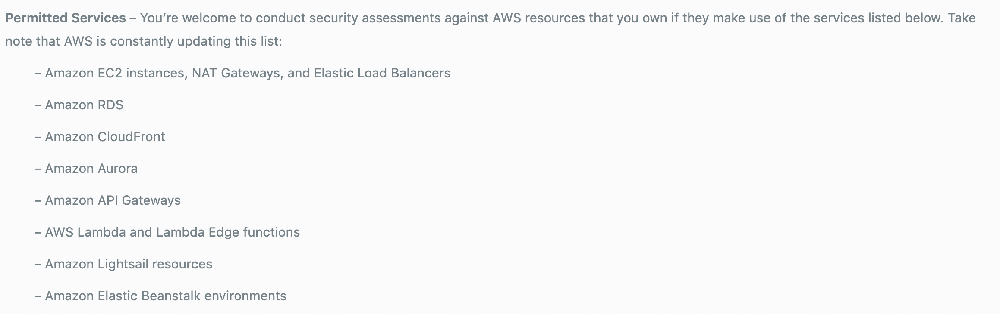 Permitted Services – You’re welcome to conduct security assessments against AWS resources that you own if they make use of the services listed below. Take
note that AWS is constantly updating this list:
– Amazon EC2 instances, NAT Gateways, and Elastic Load Balancers
– Amazon RDS
– Amazon CloudFront
– Amazon Aurora
– Amazon API Gateways
– AWS Lambda and Lambda Edge functions
– Amazon Lightsail resources
– Amazon Elastic Beanstalk environments